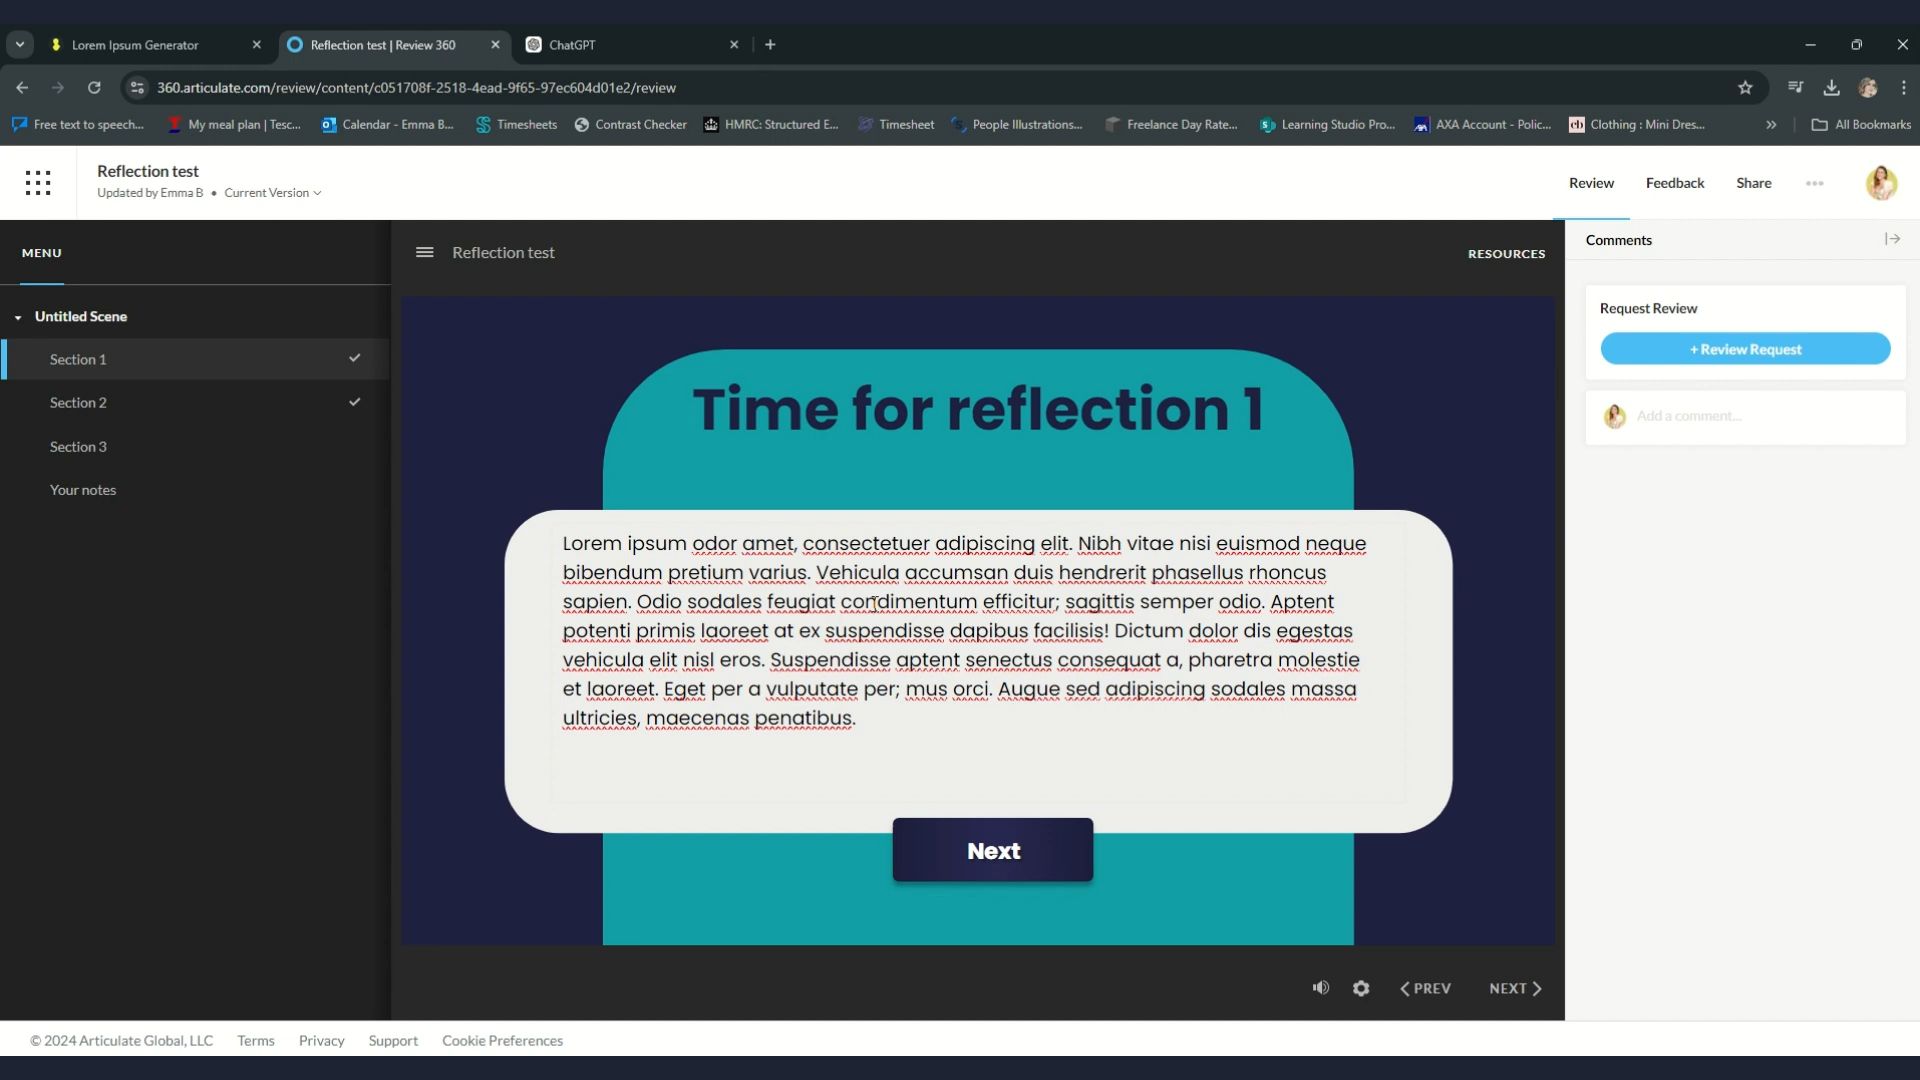 Lorem Ipsum Generator
Reflection test | Review 360
ChatGPT
360.articulate.com/review/content/c051708f-2518-4ead-9f65-97ec604d01e2/review
Free text to speech...
My meal plan | Tesc...
Calendar - Emma B...
Timesheets
Contrast Checker
HMRC: Structured E...
Timesheet
People Illustrations...
Freelance Day Rate...
Learning Studio Pro...
AXA Account - Polic...
Clothing : Mini Dres...
All Bookmarks
Reflection test
Updated by Emma B • Current Version
Review
Feedback
Share
MENU
Untitled Scene
Section 1
Section 2
Section 3
Your notes
Reflection test
RESOURCES
Time for reflection 1
Lorem ipsum odor amet, consectetuer adipiscing elit. Nibh vitae nisi euismod neque
bibendum pretium varius. Vehicula accumsan duis hendrerit phasellus rhoncus
sapien. Odio sodales feugiat condimentum efficitur; sagittis semper odio. Aptent
potenti primis laoreet at ex suspendisse dapibus facilisis! Dictum dolor dis egestas
vehicula elit nisl eros. Suspendisse aptent senectus consequat a, pharetra molestie
et laoreet. Eget per a vulputate per; mus orci. Augue sed adipiscing sodales massa
ultricies, maecenas penatibus.
Next
PREV
NEXT
Comments
Request Review
+ Review Request
Add a comment...
© 2024 Articulate Global, LLC
Terms
Privacy
Support
Cookie Preferences